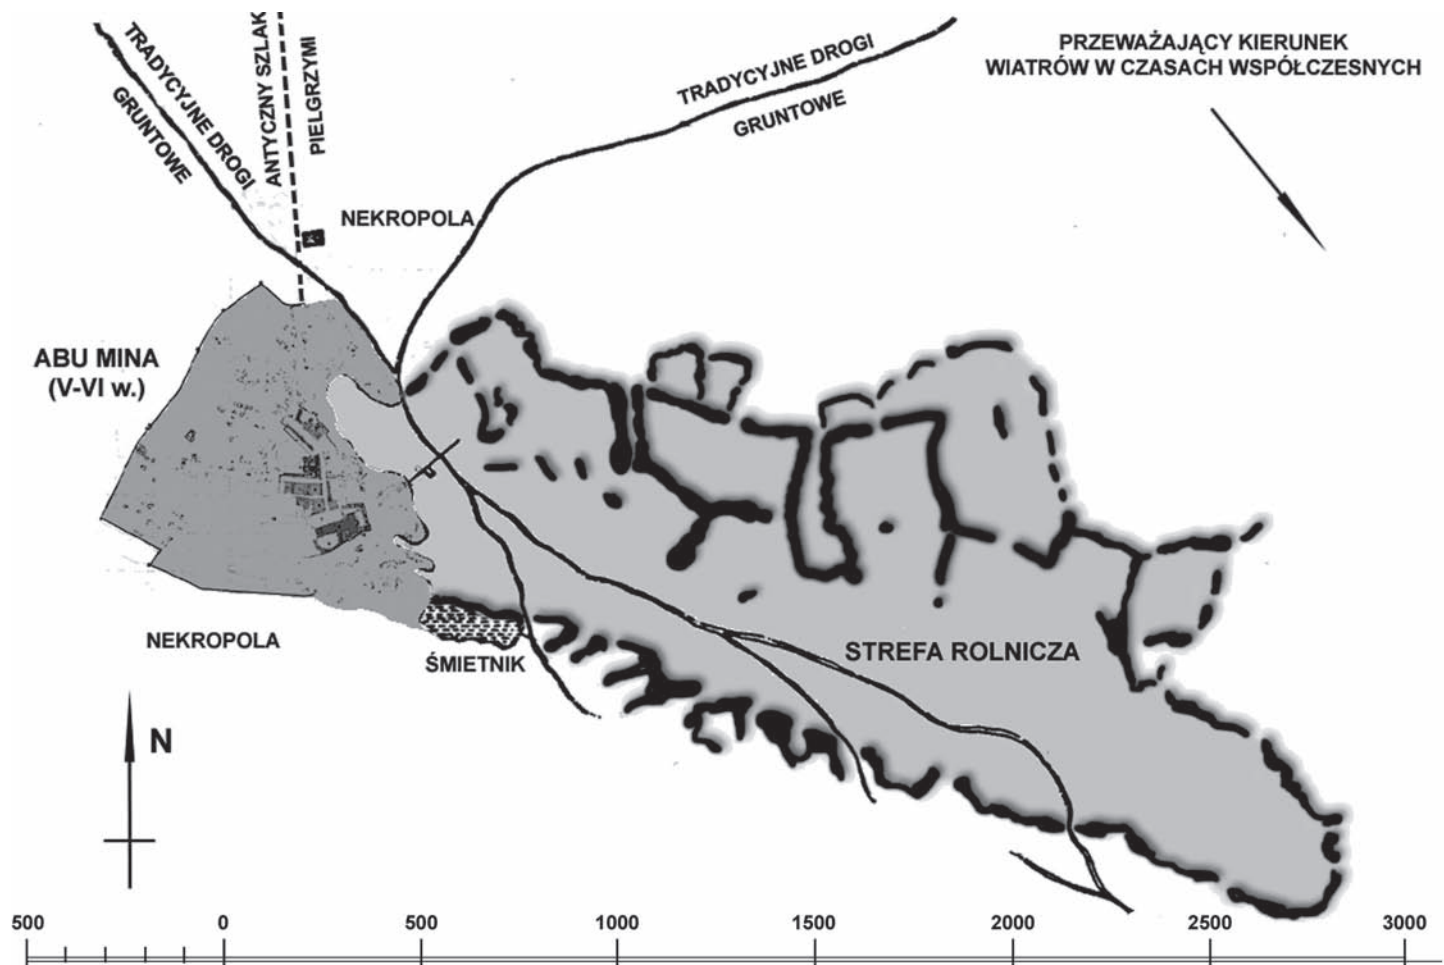 TRADYCYJNE DROGI
GRUNTOWE
ANTYCZNY SZLAK
PIELGRZYMI
TRADYCYJNE DROGI
GRUNTOWE
PRZEWAŻAJĄCY KIERUNEK
WIATRÓW W CZASACH WSPÓŁCZESNYCH
NEKROPOLA
ABU MINA
(V-VI w.)
NEKROPOLA
ŚMIETNIK
STREFA ROLNICZA
N
500 0 500 1000 1500 2000 2500 3000